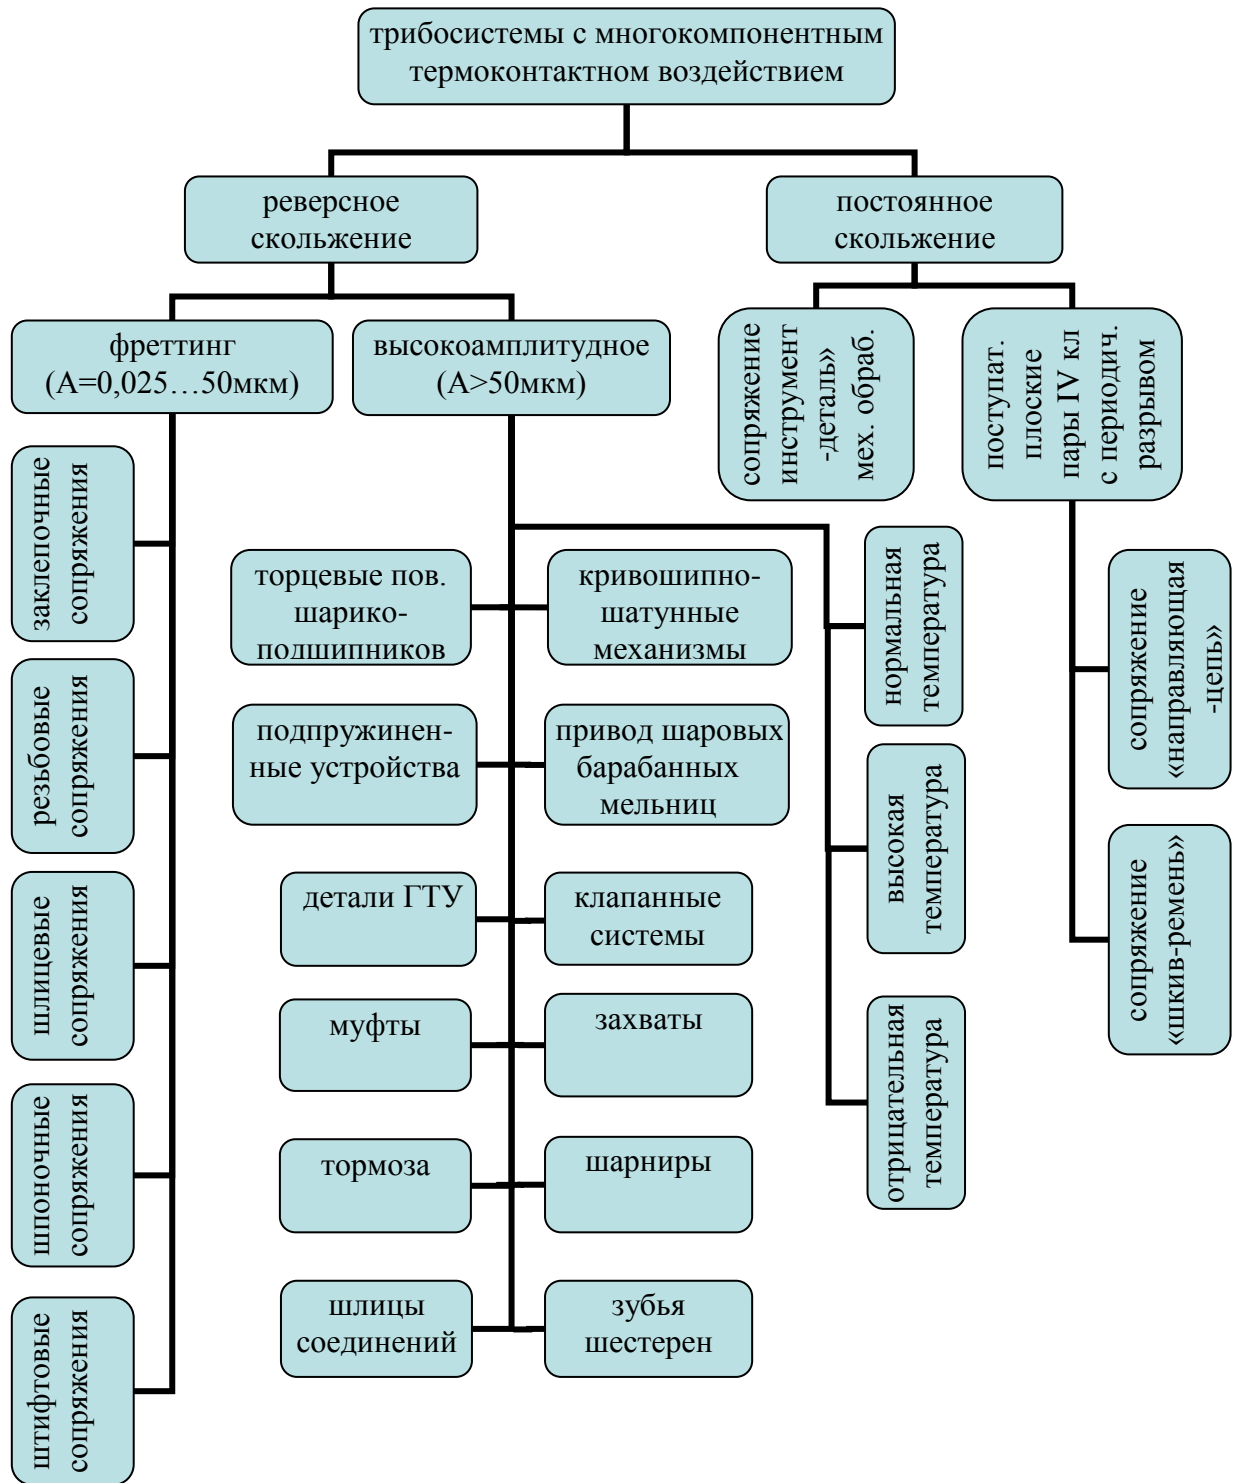 трибосистемы с многокомпонентным
термоконтактном воздействием
реверсное
скольжение
постоянное
скольжение
фреттинг
(А=0,025…50мкм)
высокоамплитудное
(А>50мкм)
сопряжение
инструмент
-деталь»
мех. обраб.
поступат.
плоские
пары IV кл
с периодич.
разрывом
заклепочные
сопряжения
резьбовые
сопряжения
шлицевые
сопряжения
шпоночные
сопряжения
штифтовые
сопряжения
торцевые пов.
шарико-
подшипников
кривошипно-
шатунные
механизмы
подпружинен-
ные устройства
привод шаровых
барабанных
мельниц
детали ГТУ
клапанные
системы
муфты
захваты
тормоза
шарниры
шлицы
соединений
зубья
шестерен
нормальная
температура
высокая
температура
отрицательная
температура
сопряжение
«направляющая
-цепь»
сопряжение
«шкив-ремень»